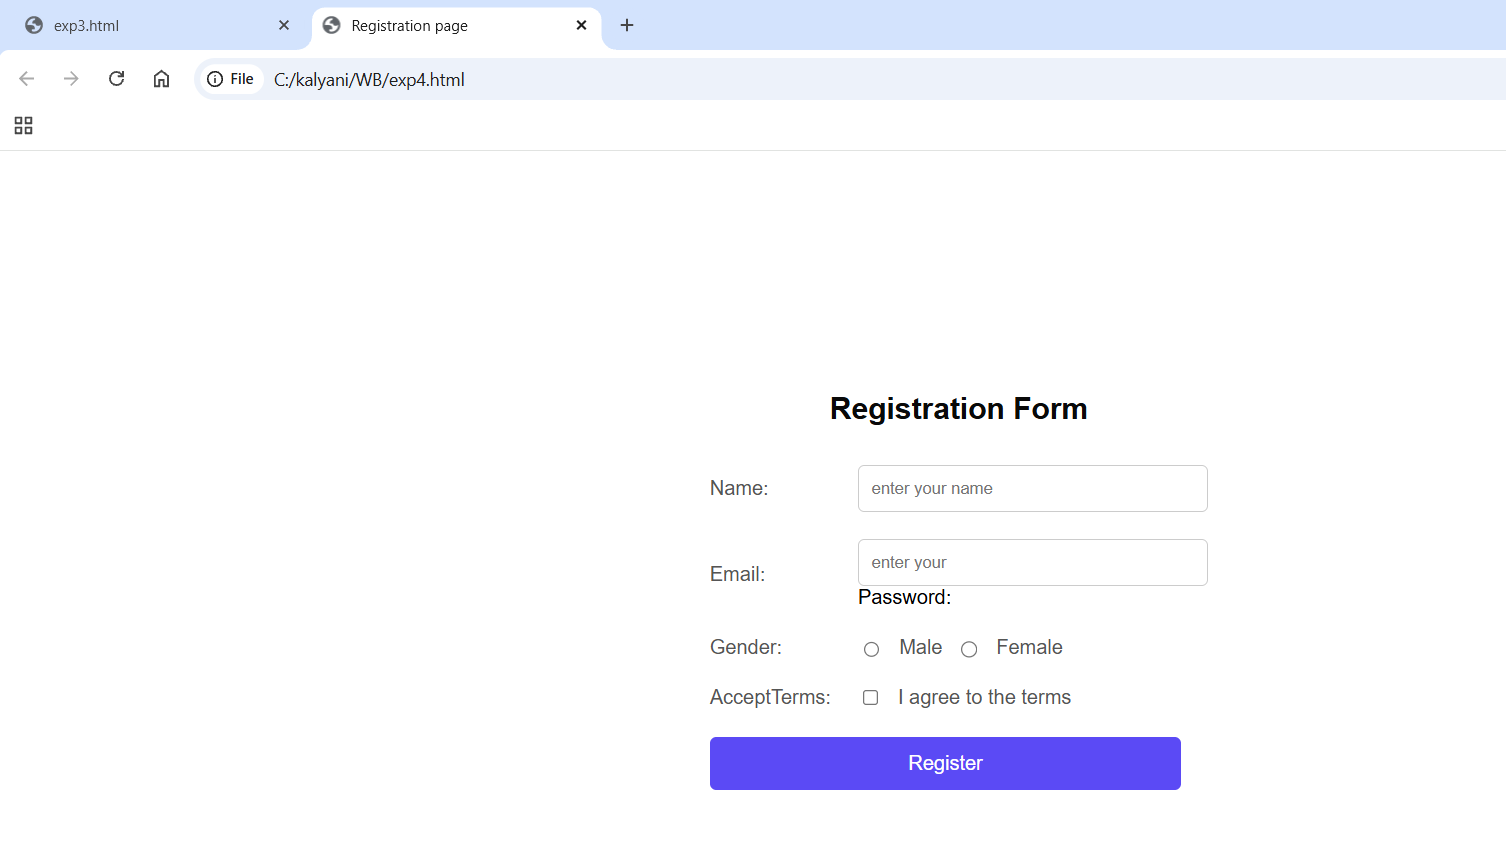 exp3.html
Registration page
File
C:/kalyani/WB/exp4.html
Registration Form
Name:
enter your name
Email:
enter your
Password:
Gender: Male Female
AcceptTerms: I agree to the terms
Register